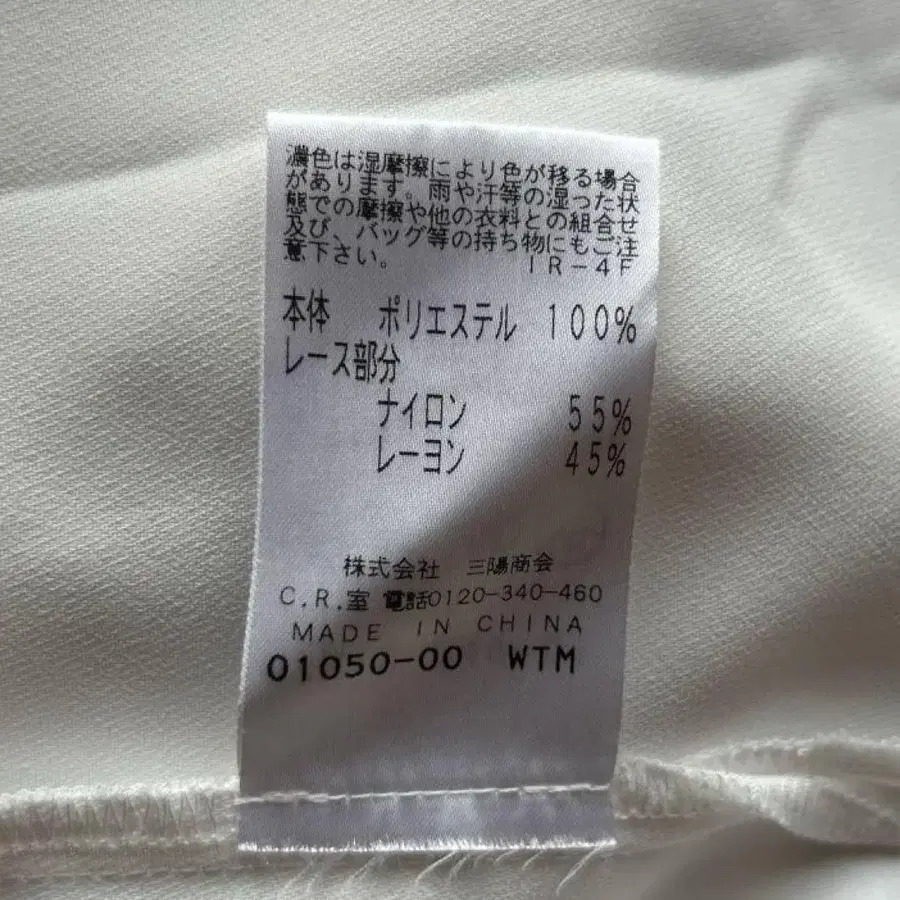 濃色は湿摩擦により色が移る場合
があります。雨や汗等の湿った状
態での摩擦や他の衣料との組合せ
及び、バッグ等の持ち物にもご注
意下さい。 IR-4F
本体 ポリエステル 100%
レース部分
ナイロン 55%
レーヨン 45%
株式会社 三陽商会
C.R.室 電話0120-340-460
MADE IN CHINA
01050-00 WTM